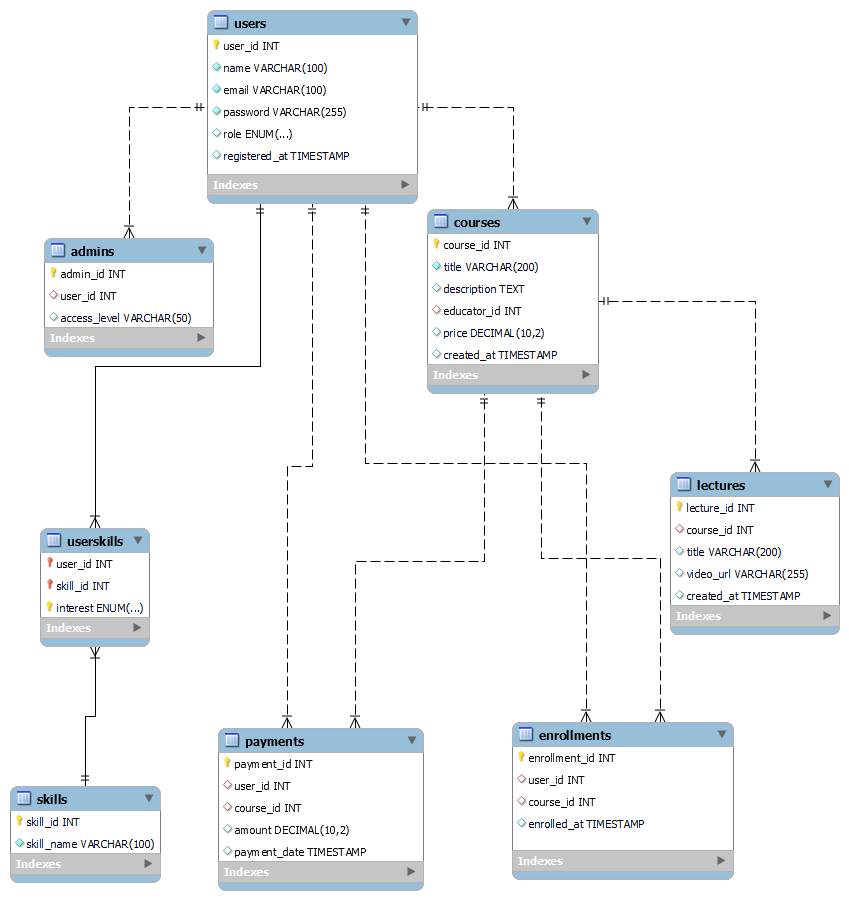 users
user_id INT
name VARCHAR(100)
email VARCHAR(100)
password VARCHAR(255)
role ENUM(...)
registered_at TIMESTAMP
Indexes
admins
admin_id INT
user_id INT
access_level VARCHAR(50)
Indexes
courses
course_id INT
title VARCHAR(200)
description TEXT
educator_id INT
price DECIMAL(10,2)
created_at TIMESTAMP
Indexes
lectures
lecture_id INT
course_id INT
title VARCHAR(200)
video_url VARCHAR(255)
created_at TIMESTAMP
Indexes
userskills
user_id INT
skill_id INT
interest ENUM(...)
Indexes
skills
skill_id INT
skill_name VARCHAR(100)
Indexes
payments
payment_id INT
user_id INT
course_id INT
amount DECIMAL(10,2)
payment_date TIMESTAMP
Indexes
enrollments
enrollment_id INT
user_id INT
course_id INT
enrolled_at TIMESTAMP
Indexes